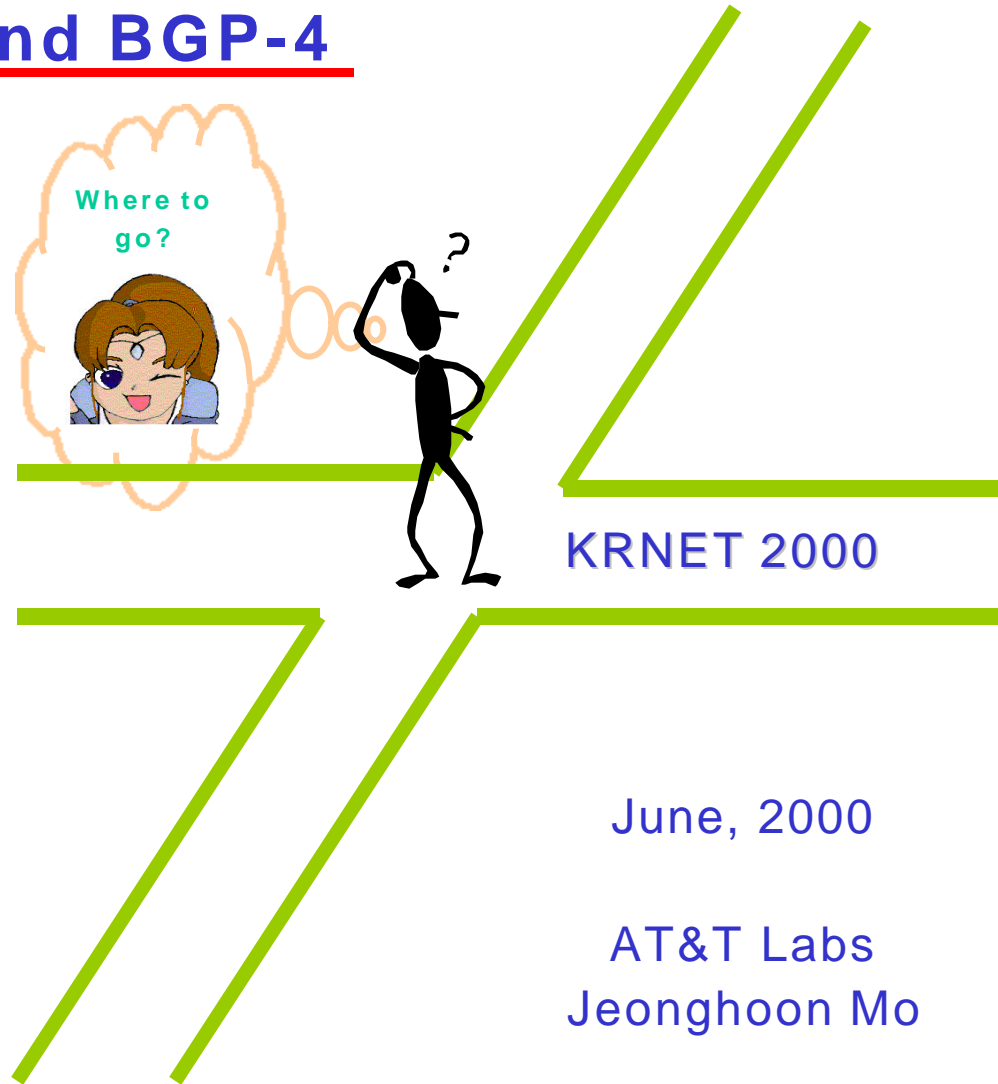 nd BGP-4
Where to
go?
?
KRNET 2000
June, 2000
AT&T Labs
Jeonghoon Mo